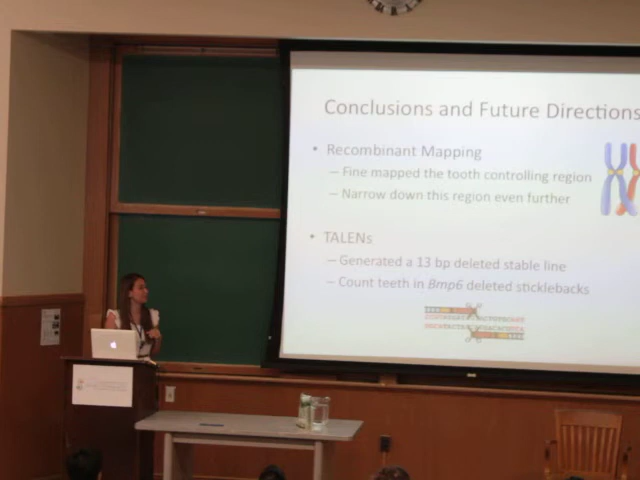 Conclusions and Future Directions
• Recombinant Mapping
– Fine mapped the tooth controlling region
– Narrow down this region even further
• TALENs
– Generated a 13 bp deleted stable line
– Count teeth in Bmp6 deleted sticklebacks